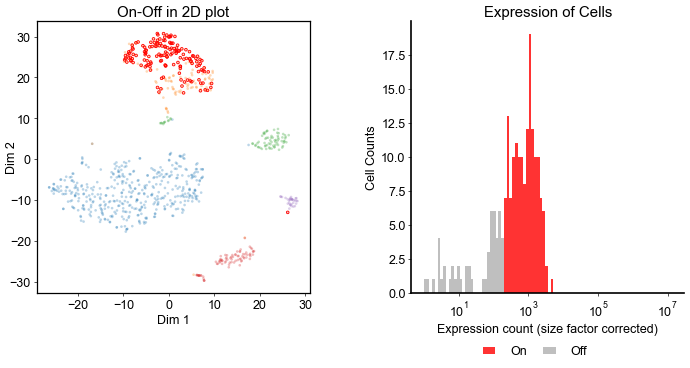 On-Off in 2D plot
30
20
10
0
−10
−20
−30
Dim 2
−20 −10 0 10 20 30
Dim 1
Expression of Cells
17.5
15.0
12.5
10.0
7.5
5.0
2.5
0.0
Cell Counts
10^1 10^3 10^5 10^7
Expression count (size factor corrected)
On Off